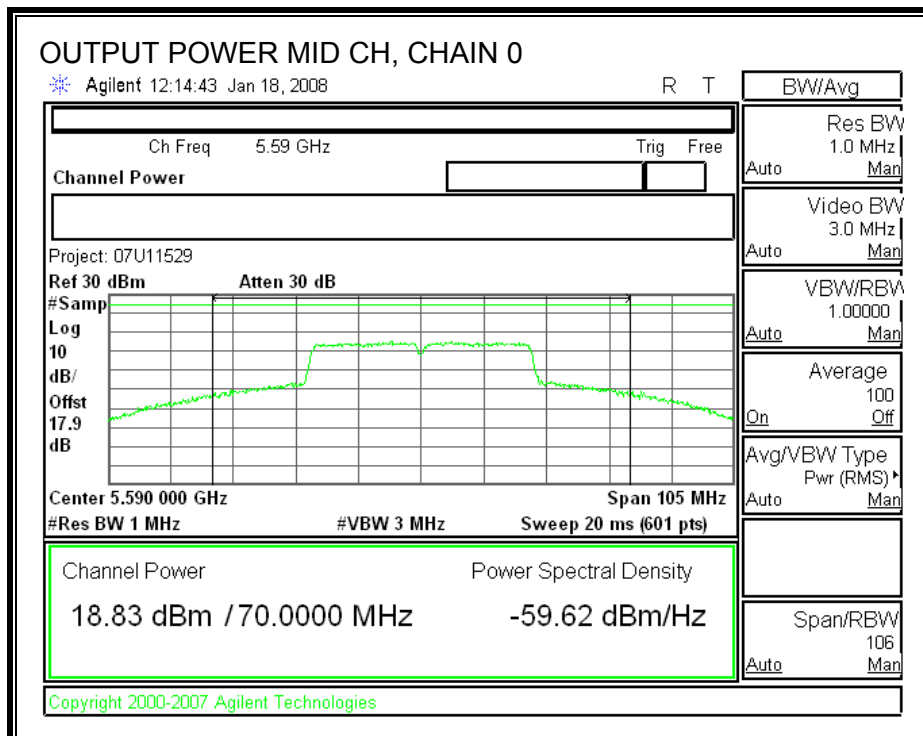 OUTPUT POWER MID CH, CHAIN 0
Agilent 12:14:43 Jan 18, 2008 R T
BW/Avg
Ch Freq 5.59 GHz Trig Free
Channel Power
Res BW
1.0 MHz
Auto Man
Video BW
3.0 MHz
Auto Man
Project: 07U11529
Ref 30 dBm Atten 30 dB
#Samp
Log
10
dB/
Offst
17.9
dB
VBW/RBW
1.00000
Auto Man
Average
100
On Off
Avg/VBW Type
Pwr (RMS)
Auto Man
Center 5.590 000 GHz Span 105 MHz
#Res BW 1 MHz #VBW 3 MHz Sweep 20 ms (601 pts)
Channel Power Power Spectral Density
18.83 dBm / 70.0000 MHz -59.62 dBm/Hz
Span/RBW
106
Auto Man
Copyright 2000-2007 Agilent Technologies